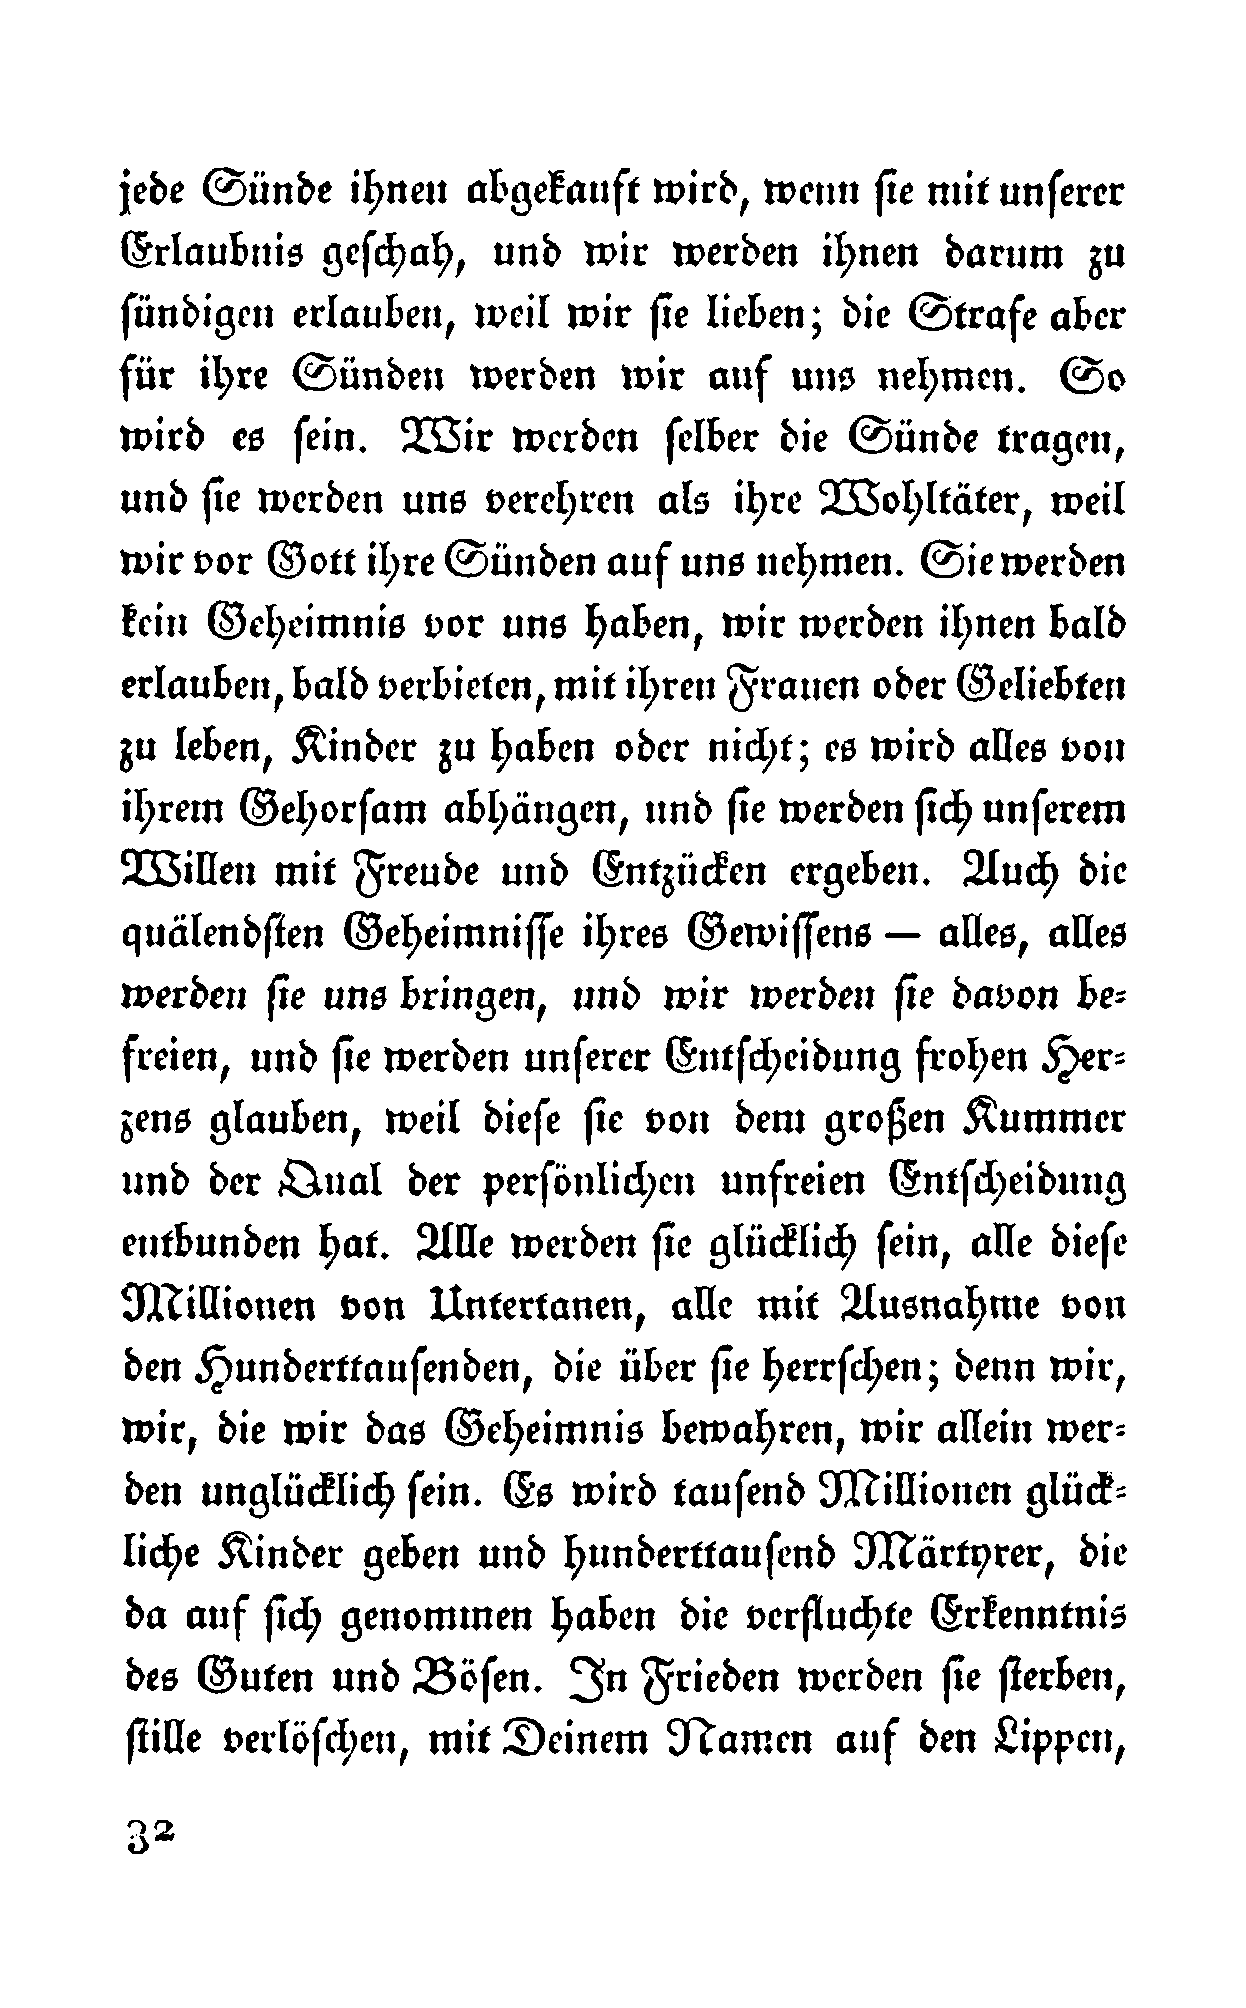 jede Sünde ihnen abgekauft wird, wenn sie mit unserer
Erlaubnis geschah, und wir werden ihnen darum zu
sündigen erlauben, weil wir sie lieben; die Strafe aber
für ihre Sünden werden wir auf uns nehmen. So
wird es sein. Wir werden selber die Sünde tragen,
und sie werden uns verehren als ihre Wohltäter, weil
wir vor Gott ihre Sünden auf uns nehmen. Sie werden
kein Geheimnis vor uns haben, wir werden ihnen bald
erlauben, bald verbieten, mit ihren Frauen oder Geliebten
zu leben, Kinder zu haben oder nicht; es wird alles von
ihrem Gehorsam abhängen, und sie werden sich unserem
Willen mit Freude und Entzücken ergeben. Auch die
quälendsten Geheimnisse ihres Gewissens — alles, alles
werden sie uns bringen, und wir werden sie davon be-
freien, und sie werden unserer Entscheidung frohen Her-
zens glauben, weil diese sie von dem großen Kummer
und der Qual der persönlichen unfreien Entscheidung
entbunden hat. Alle werden sie glücklich sein, alle diese
Millionen von Untertanen, alle mit Ausnahme von
den Hunderttausenden, die über sie herrschen; denn wir,
wir, die wir das Geheimnis bewahren, wir allein wer-
den unglücklich sein. Es wird tausend Millionen glück-
liche Kinder geben und hunderttausend Märtyrer, die
da auf sich genommen haben die verfluchte Erkenntnis
des Guten und Bösen. In Frieden werden sie sterben,
stille verlöschen, mit Deinem Namen auf den Lippen,
32